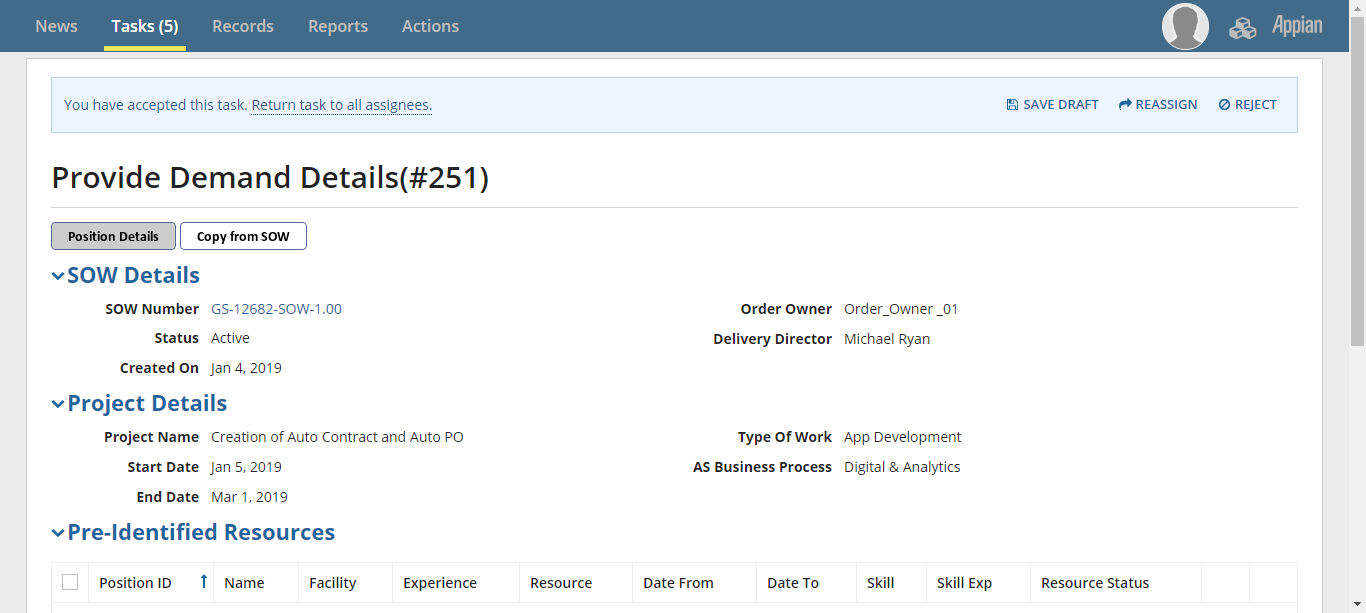 News Tasks (5) Records Reports Actions Appian
You have accepted this task. Return task to all assignees. SAVE DRAFT REASSIGN REJECT
Provide Demand Details(#251)
Position Details Copy from SOW
SOW Details
SOW Number GS-12682-SOW-1.00 Order Owner Order_Owner _01
Status Active Delivery Director Michael Ryan
Created On Jan 4, 2019
Project Details
Project Name Creation of Auto Contract and Auto PO Type Of Work App Development
Start Date Jan 5, 2019 AS Business Process Digital & Analytics
End Date Mar 1, 2019
Pre-Identified Resources
Position ID Name Facility Experience Resource Date From Date To Skill Skill Exp Resource Status